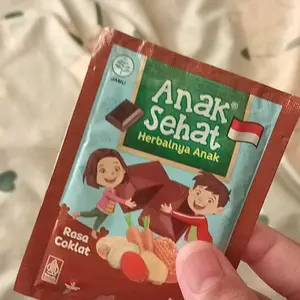 JAMU
Anak®
Sehat
Herbalnya Anak
Rasa
Coklat